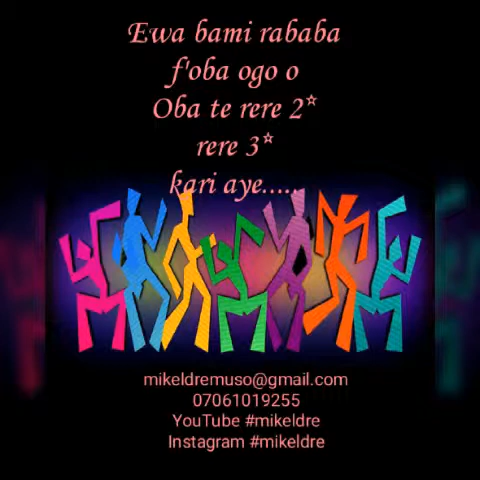 Ewa bami rababa
f'oba ogo o
Oba te rere 2*
rere 3*
kari aye.....
mikeldremuso@gmail.com
07061019255
YouTube #mikeldre
Instagram #mikeldre